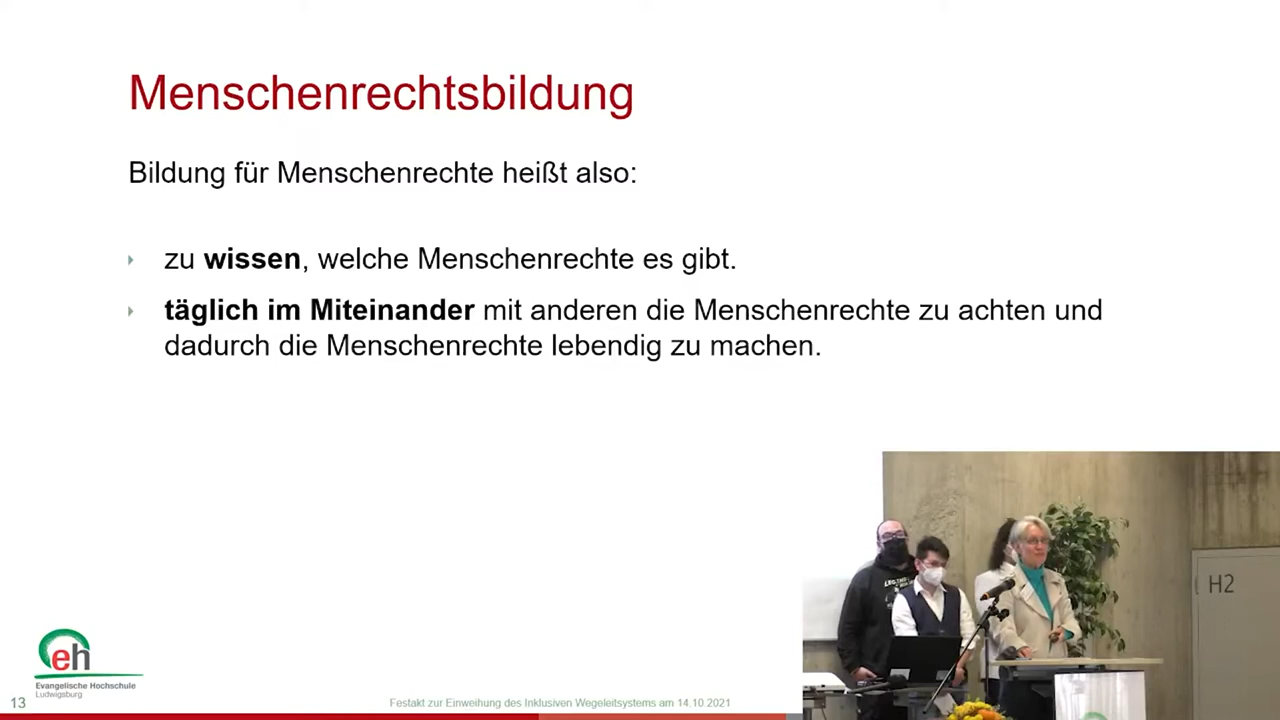 Menschenrechtsbildung
Bildung für Menschenrechte heißt also:
zu wissen, welche Menschenrechte es gibt.
täglich im Miteinander mit anderen die Menschenrechte zu achten und
dadurch die Menschenrechte lebendig zu machen.
H2
eh
Evangelische Hochschule
Ludwigsburg
13
Festakt zur Einweihung des Inklusiven Wegeleitsystems am 14.10.2021